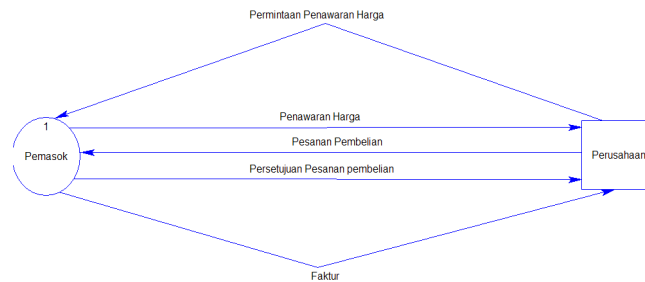 Permintaan Penawaran Harga
1
Penawaran Harga
Pesanan Pembelian
Pemasok
Perusahaan
Persetujuan Pesanan pembelian
Faktur